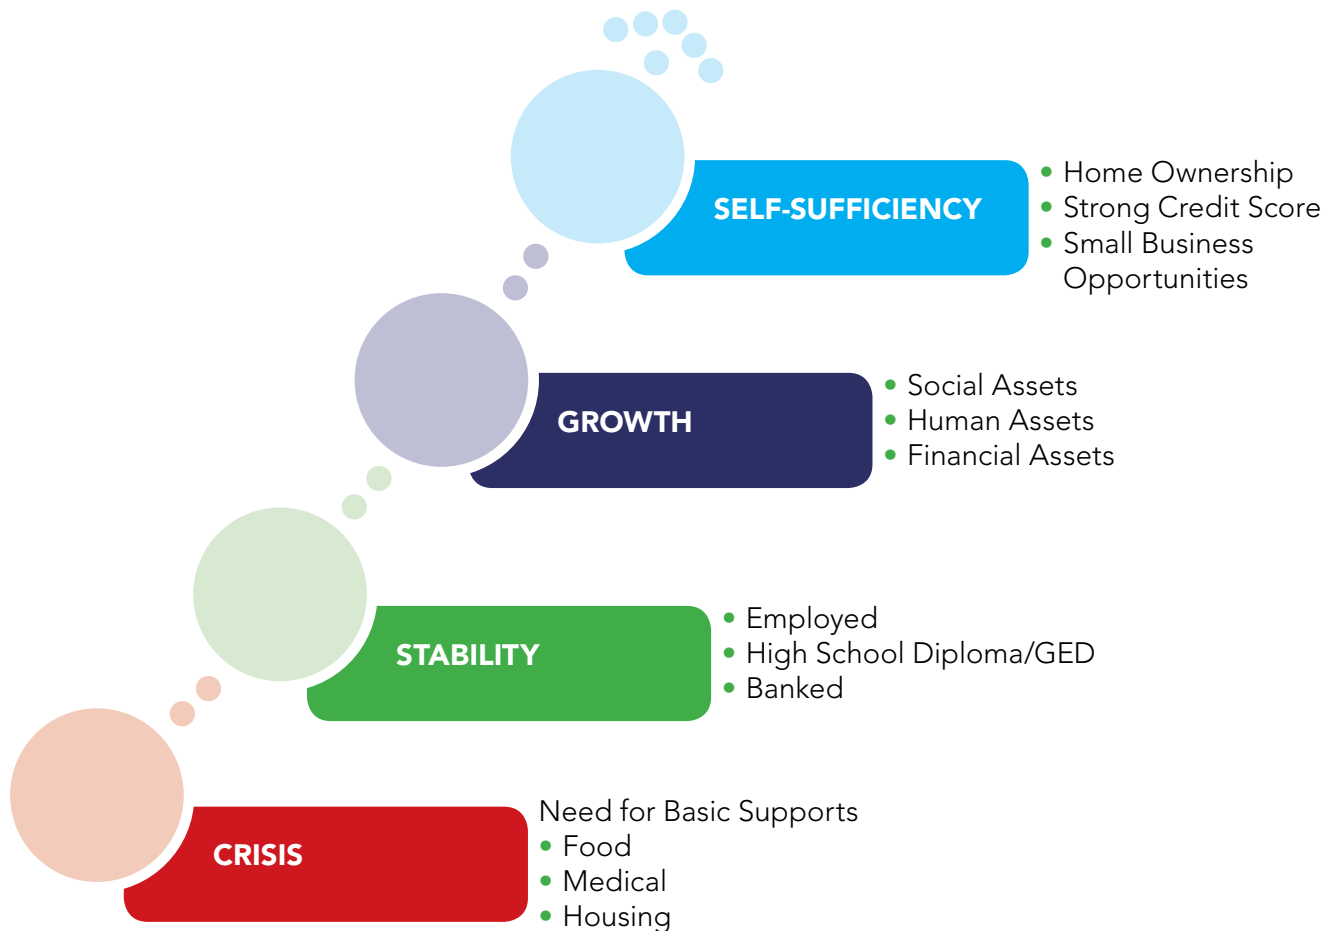 SELF-SUFFICIENCY
• Home Ownership
• Strong Credit Score
• Small Business
Opportunities
GROWTH
• Social Assets
• Human Assets
• Financial Assets
STABILITY
• Employed
• High School Diploma/GED
• Banked
CRISIS
Need for Basic Supports
• Food
• Medical
• Housing